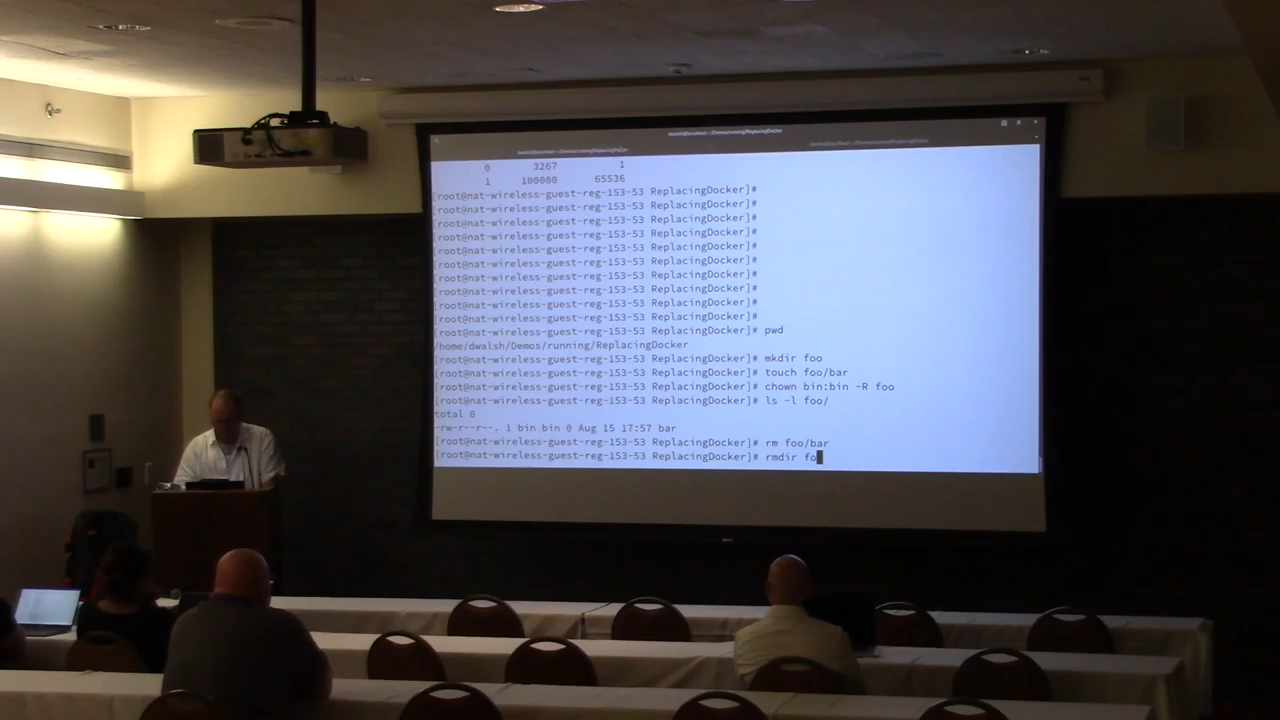 0 3267 1
1 100000 65536
[root@nat-wireless-guest-reg-153-53 ReplacingDocker]#
[root@nat-wireless-guest-reg-153-53 ReplacingDocker]#
[root@nat-wireless-guest-reg-153-53 ReplacingDocker]#
[root@nat-wireless-guest-reg-153-53 ReplacingDocker]#
[root@nat-wireless-guest-reg-153-53 ReplacingDocker]#
[root@nat-wireless-guest-reg-153-53 ReplacingDocker]#
[root@nat-wireless-guest-reg-153-53 ReplacingDocker]#
[root@nat-wireless-guest-reg-153-53 ReplacingDocker]#
[root@nat-wireless-guest-reg-153-53 ReplacingDocker]#
[root@nat-wireless-guest-reg-153-53 ReplacingDocker]#
[root@nat-wireless-guest-reg-153-53 ReplacingDocker]# pwd
/home/dwalsh/Demos/running/ReplacingDocker
[root@nat-wireless-guest-reg-153-53 ReplacingDocker]# mkdir foo
[root@nat-wireless-guest-reg-153-53 ReplacingDocker]# touch foo/bar
[root@nat-wireless-guest-reg-153-53 ReplacingDocker]# chown bin:bin -R foo
[root@nat-wireless-guest-reg-153-53 ReplacingDocker]# ls -l foo/
total 0
-rw-r--r--. 1 bin bin 0 Aug 15 17:57 bar
[root@nat-wireless-guest-reg-153-53 ReplacingDocker]# rm foo/bar
[root@nat-wireless-guest-reg-153-53 ReplacingDocker]# rmdir fo